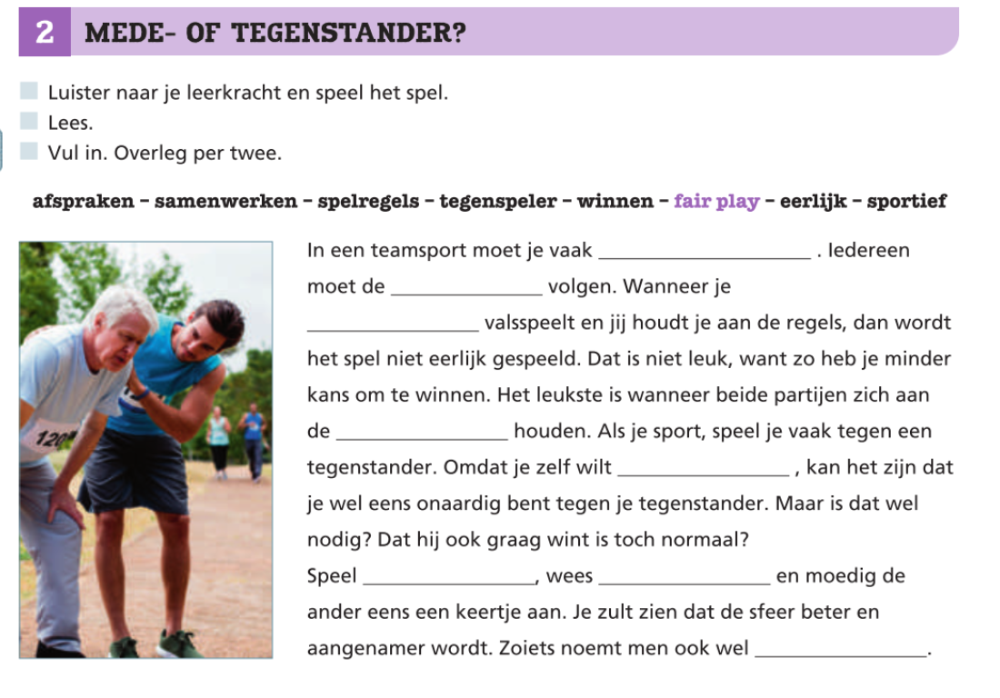 2 MEDE- OF TEGENSTANDER?
Luister naar je leerkracht en speel het spel.
Lees.
Vul in. Overleg per twee.
afspraken – samenwerken – spelregels – tegenspeler – winnen – fair play – eerlijk – sportief
In een teamsport moet je vaak ____________________ . Iedereen
moet de ______________ volgen. Wanneer je
________________ valsspeelt en jij houdt je aan de regels, dan wordt
het spel niet eerlijk gespeeld. Dat is niet leuk, want zo heb je minder
kans om te winnen. Het leukste is wanneer beide partijen zich aan
de ________________ houden. Als je sport, speel je vaak tegen een
tegenstander. Omdat je zelf wilt ________________ , kan het zijn dat
je wel eens onaardig bent tegen je tegenstander. Maar is dat wel
nodig? Dat hij ook graag wint is toch normaal?
Speel ________________, wees ________________ en moedig de
ander eens een keertje aan. Je zult zien dat de sfeer beter en
aangenamer wordt. Zoiets noemt men ook wel ________________.